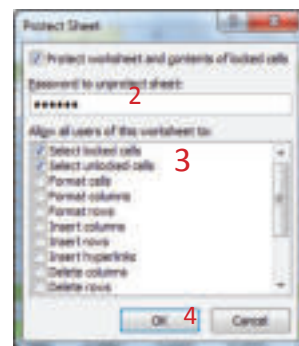 Protect Sheet
Protect worksheet and contents of locked cells
Password to unprotect sheet:
•••••• 2
Align all users of this worksheet to:
Select locked cells
Select unlocked cells 3
Format cells
Format columns
Format rows
Insert columns
Insert rows
Insert hyperlinks
Delete columns
Delete rows
OK 4 Cancel